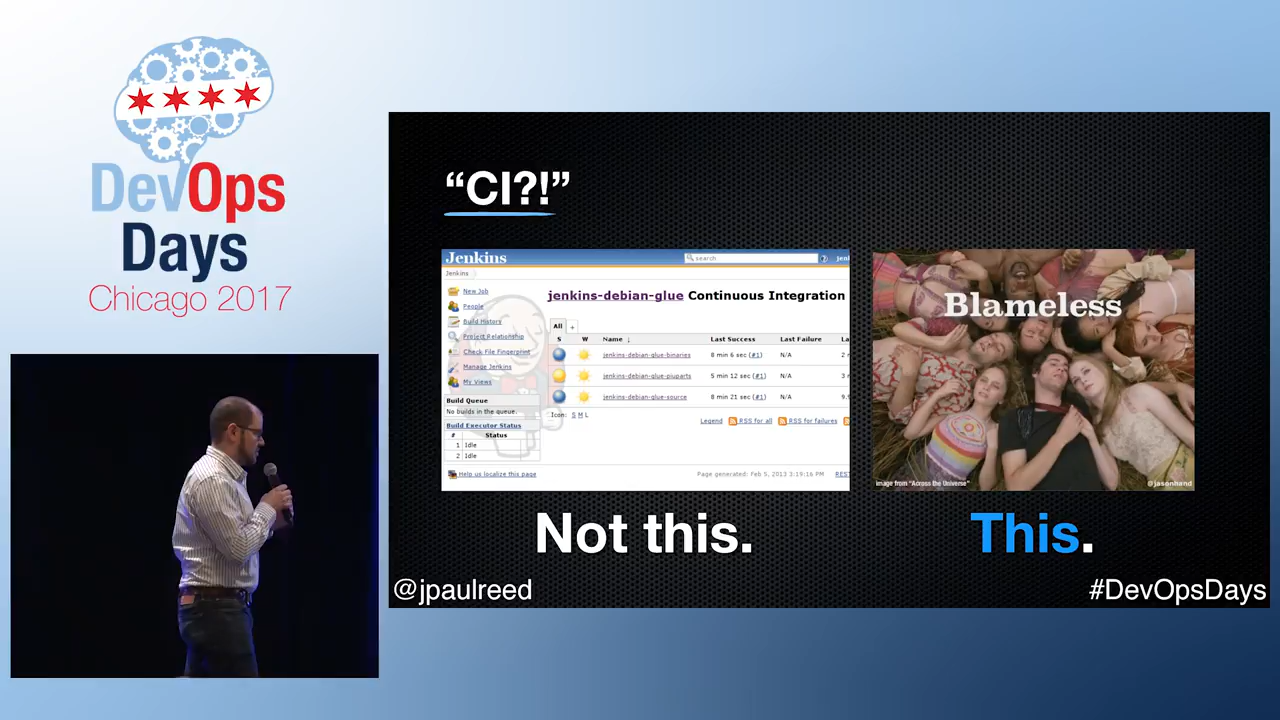 DevOps
Days
Chicago 2017
“CI?!”
Jenkins
search
Jenkins
New Job
People
Build History
Project Relationship
Check File Fingerprint
Manage Jenkins
My Views
Build Queue
No builds in the queue.
Build Executor Status
# Status
1 Idle
2 Idle
Help us localize this page
jenkins-debian-glue Continuous Integration
All +
S W Name ↓ Last Success Last Failure
jenkins-debian-glue-binaries 8 min 6 sec (#1) N/A
jenkins-debian-glue-piuparts 5 min 12 sec (#1) N/A
jenkins-debian-glue-source 8 min 21 sec (#1) N/A
Icon: S M L
Legend RSS for all RSS for failures
Page generated: Feb 5, 2013 3:19:16 PM REST
Blameless
image from "Across the Universe"
@jasonhand
Not this.
This.
@jpaulreed
#DevOpsDays